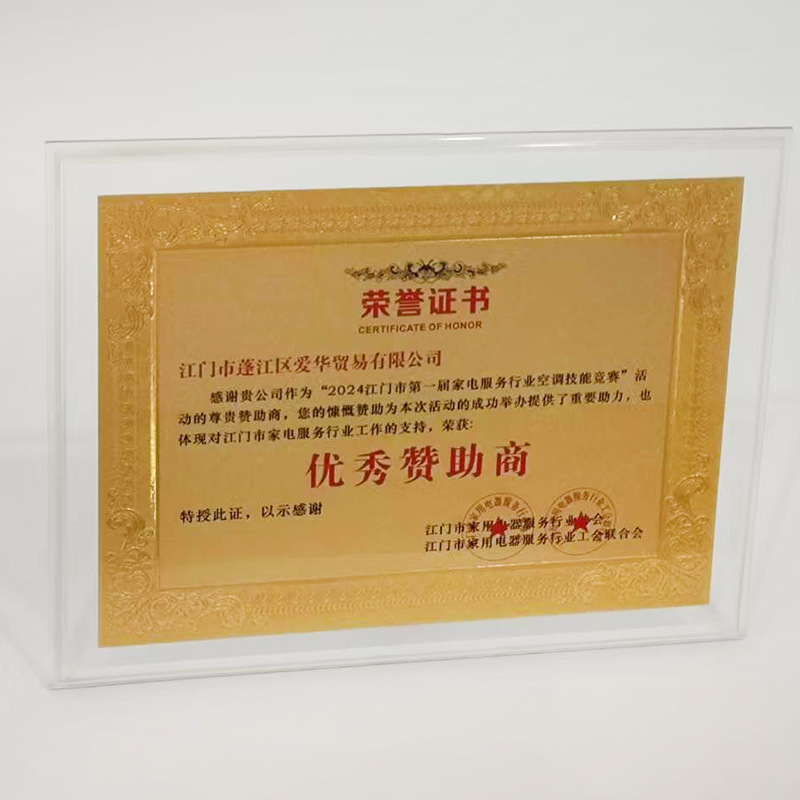 荣誉证书
CERTIFICATE OF HONOR
江门市蓬江区爱华贸易有限公司
感谢贵公司作为“2024江门市第一届家电服务行业空调技能竞赛”活
动的尊贵赞助商，您的慷慨赞助为本次活动的成功举办提供了重要助力，也
体现对江门市家电服务行业工作的支持，荣获:
优秀赞助商
特授此证，以示感谢
江门市家用电器服务行业协会
江门市家用电器服务行业工会联合会